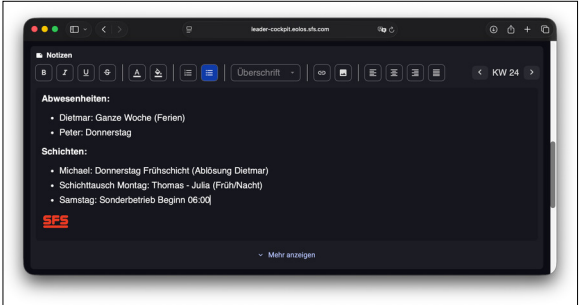 leader-cockpit.eolos.sfs.com
Notizen
B I U S A Überschrift KW 24
Abwesenheiten:
• Dietmar: Ganze Woche (Ferien)
• Peter: Donnerstag
Schichten:
• Michael: Donnerstag Frühschicht (Ablösung Dietmar)
• Schichttausch Montag: Thomas - Julia (Früh/Nacht)
• Samstag: Sonderbetrieb Beginn 06:00
SFS
Mehr anzeigen